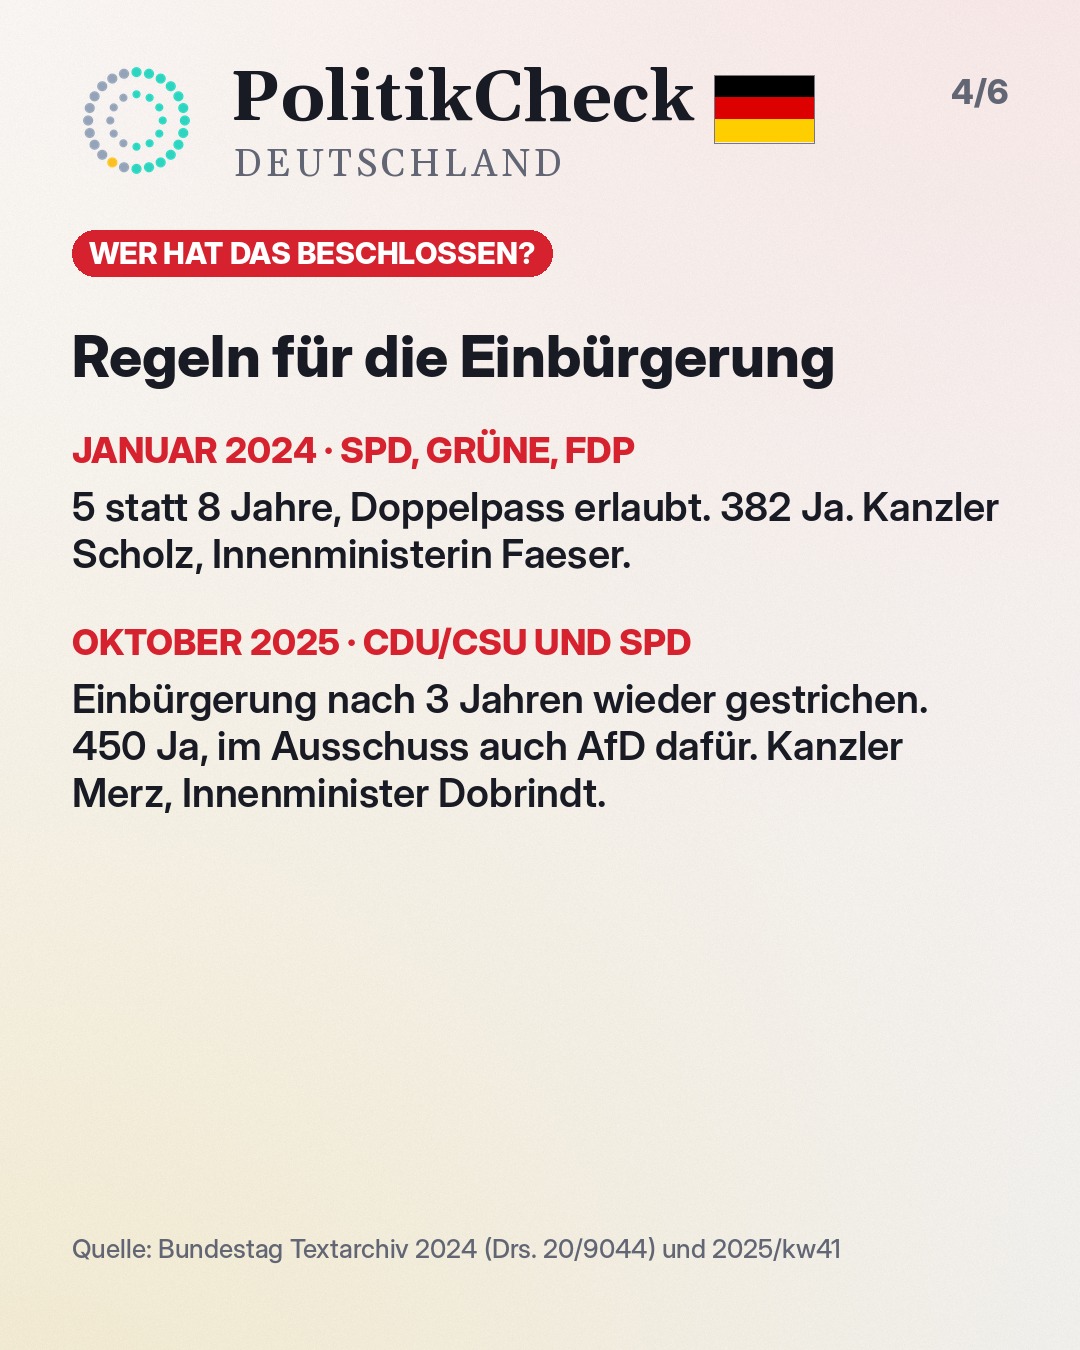 PolitikCheck
4/6
DEUTSCHLAND
WER HAT DAS BESCHLOSSEN?
Regeln für die Einbürgerung
JANUAR 2024 · SPD, GRÜNE, FDP
5 statt 8 Jahre, Doppelpass erlaubt. 382 Ja. Kanzler
Scholz, Innenministerin Faeser.
OKTOBER 2025 · CDU/CSU UND SPD
Einbürgerung nach 3 Jahren wieder gestrichen.
450 Ja, im Ausschuss auch AfD dafür. Kanzler
Merz, Innenminister Dobrindt.
Quelle: Bundestag Textarchiv 2024 (Drs. 20/9044) und 2025/kw41